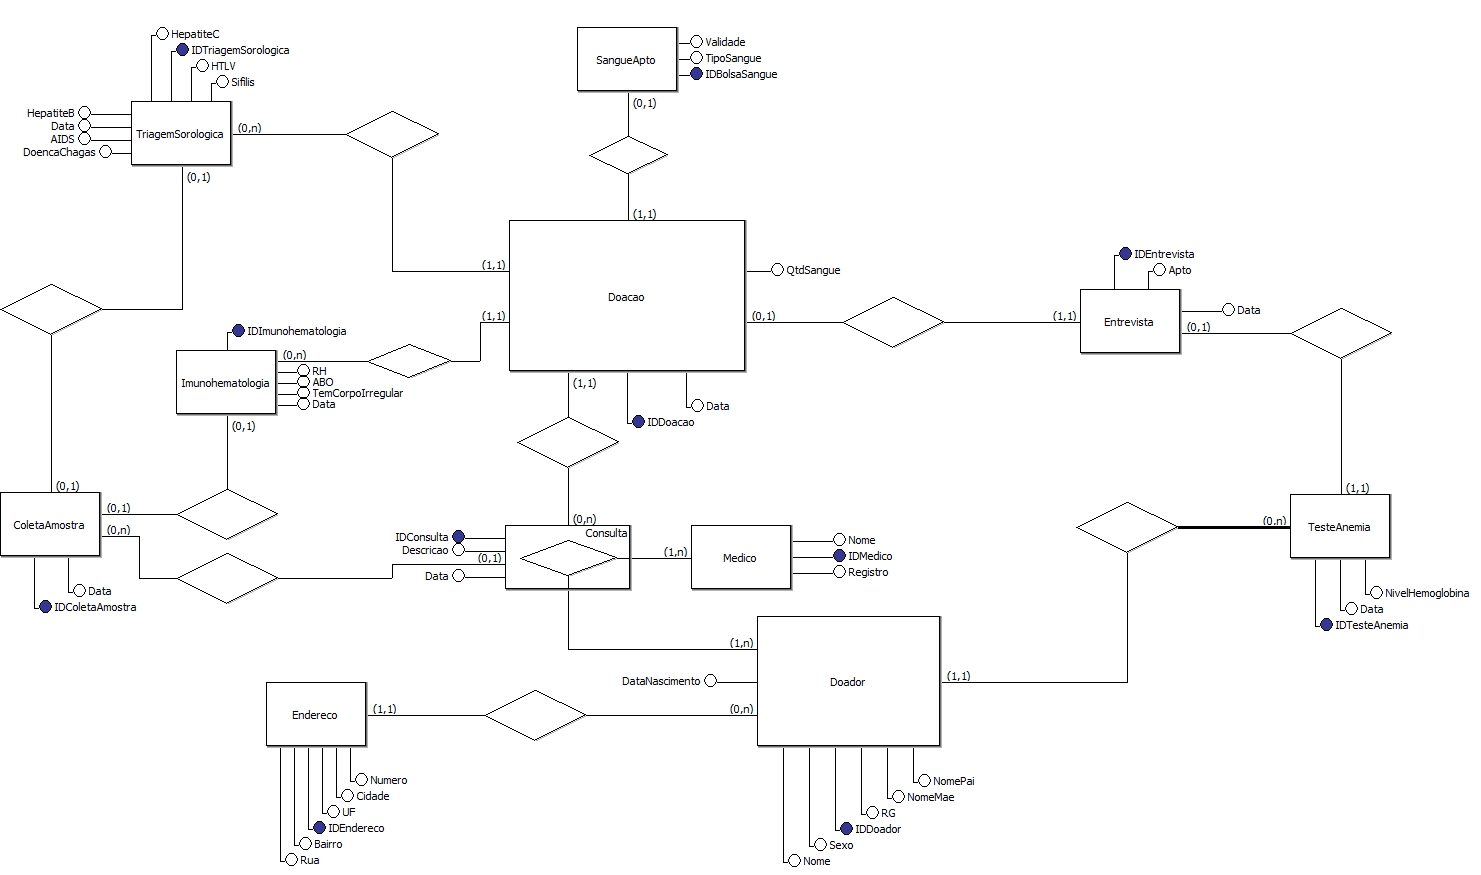 HepatiteC
IDTriagemSorologica
HTLV
Sifilis
HepatiteB
Data
AIDS
DoencaChagas
TriagemSorologica
(0,n)
(0,1)
SangueApto
Validade
TipoSangue
IDBolsaSangue
(0,1)
(1,1)
(1,1)
Doacao
QtdSangue
(1,1)
(0,1)
(1,1)
Data
IDDoacao
IDEntrevista
Apto
(1,1)
Entrevista
Data
(0,1)
IDImunohematologia
(0,n)
Imunohematologia
RH
ABO
TemCorpoIrregular
Data
(0,1)
(0,1)
ColetaAmostra
(0,1)
(0,n)
Data
IDColetaAmostra
(0,n)
Consulta
IDConsulta
Descricao
(0,1)
Data
(1,n)
Medico
Nome
IDMedico
Registro
(1,1)
(0,n)
TesteAnemia
NivelHemoglobina
Data
IDTesteAnemia
(1,n)
DataNascimento
Doador
(1,1)
(0,n)
Endereco
(1,1)
Numero
Cidade
UF
IDEndereco
Bairro
Rua
NomePai
NomeMae
RG
IDDoador
Sexo
Nome